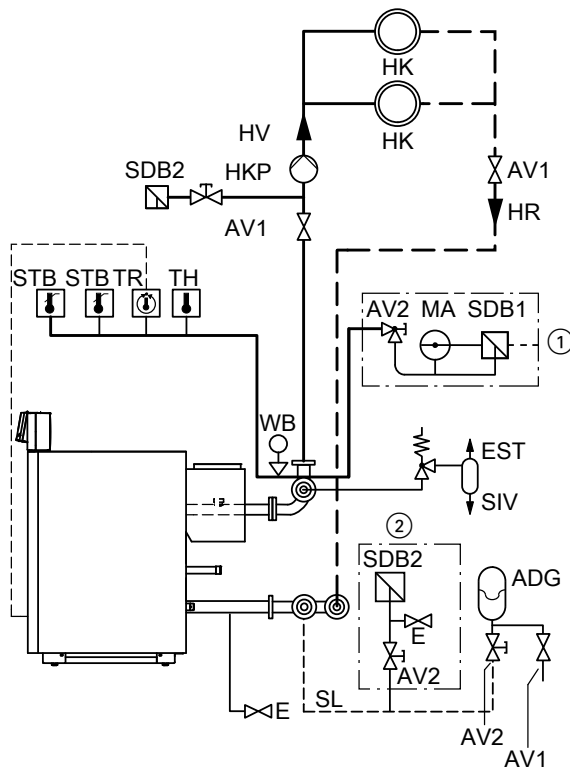 HK
HK
HV
SDB2
HKP
AV1
AV1
HR
STB
STB
TR
TH
AV2
MA
SDB1
1
WB
EST
SIV
2
SDB2
ADG
E
AV2
SL
E
AV2
AV1